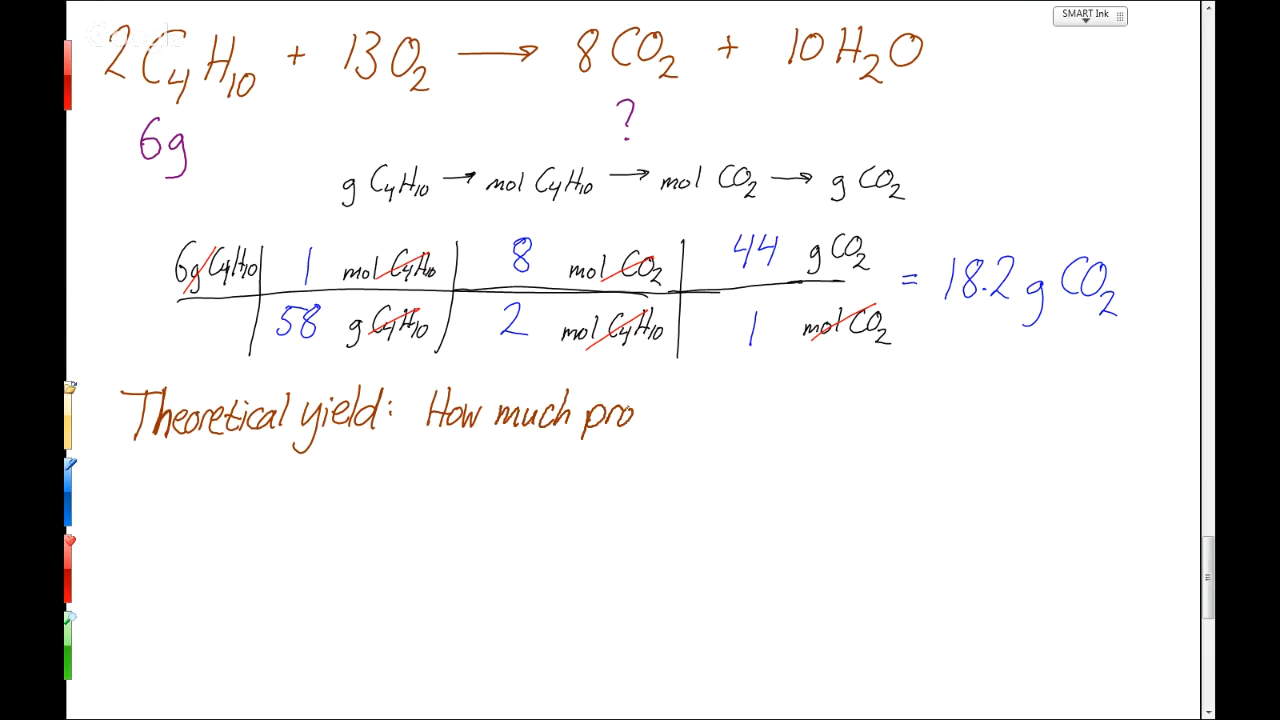 SMART Ink
Google
2C₄H₁₀ + 13O₂ → 8CO₂ + 10H₂O
6g ?
g C₄H₁₀ → mol C₄H₁₀ → mol CO₂ → g CO₂
6g C₄H₁₀ | 1 mol C₄H₁₀ | 8 mol CO₂ | 44 g CO₂
= 18.2 g CO₂
| 58 g C₄H₁₀ | 2 mol C₄H₁₀ | 1 mol CO₂
Theoretical yield: How much pro